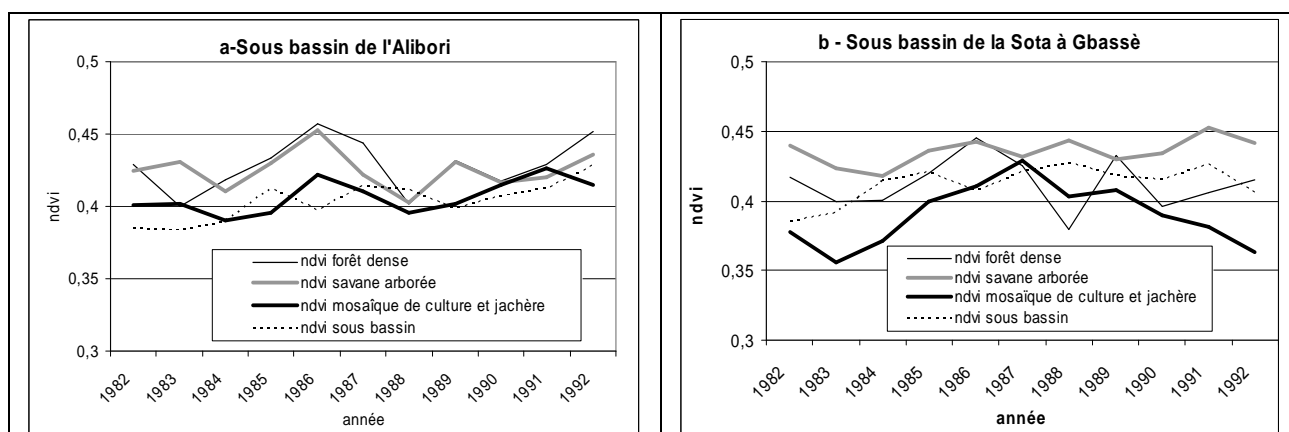 a-Sous bassin de l'Alibori
0,5
0,45
0,4
0,35
0,3
ndvi
ndvi forêt dense
ndvi savane arborée
ndvi mosaîque de culture et jachère
ndvi sous bassin
1982 1983 1984 1985 1986 1987 1988 1989 1990 1991 1992
année
b - Sous bassin de la Sota à Gbassè
0,5
0,45
0,4
0,35
0,3
ndvi
ndvi forêt dense
ndvi savane arborée
ndvi mosaîque de culture et jachère
ndvi sous bassin
1982 1983 1984 1985 1986 1987 1988 1989 1990 1991 1992
année